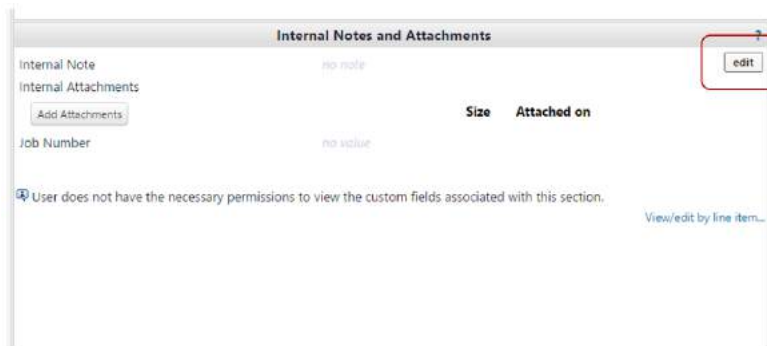 Internal Notes and Attachments ?
Internal Note no note edit
Internal Attachments
Add Attachments Size Attached on
Job Number no value
User does not have the necessary permissions to view the custom fields associated with this section.
View/edit by line item...